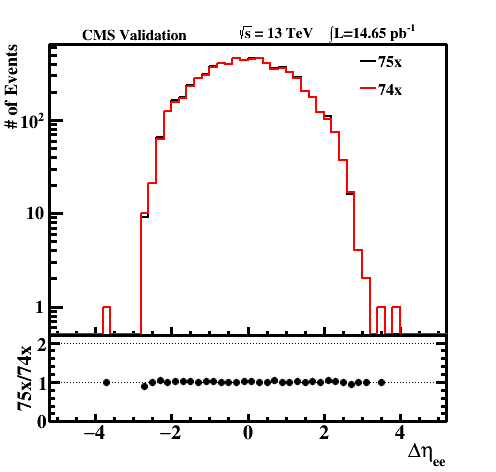 CMS Validation √s = 13 TeV ∫L=14.65 pb⁻¹
# of Events
75x
74x
10²
10
1
75x/74x
2
1
0
−4 −2 0 2 4
Δηee